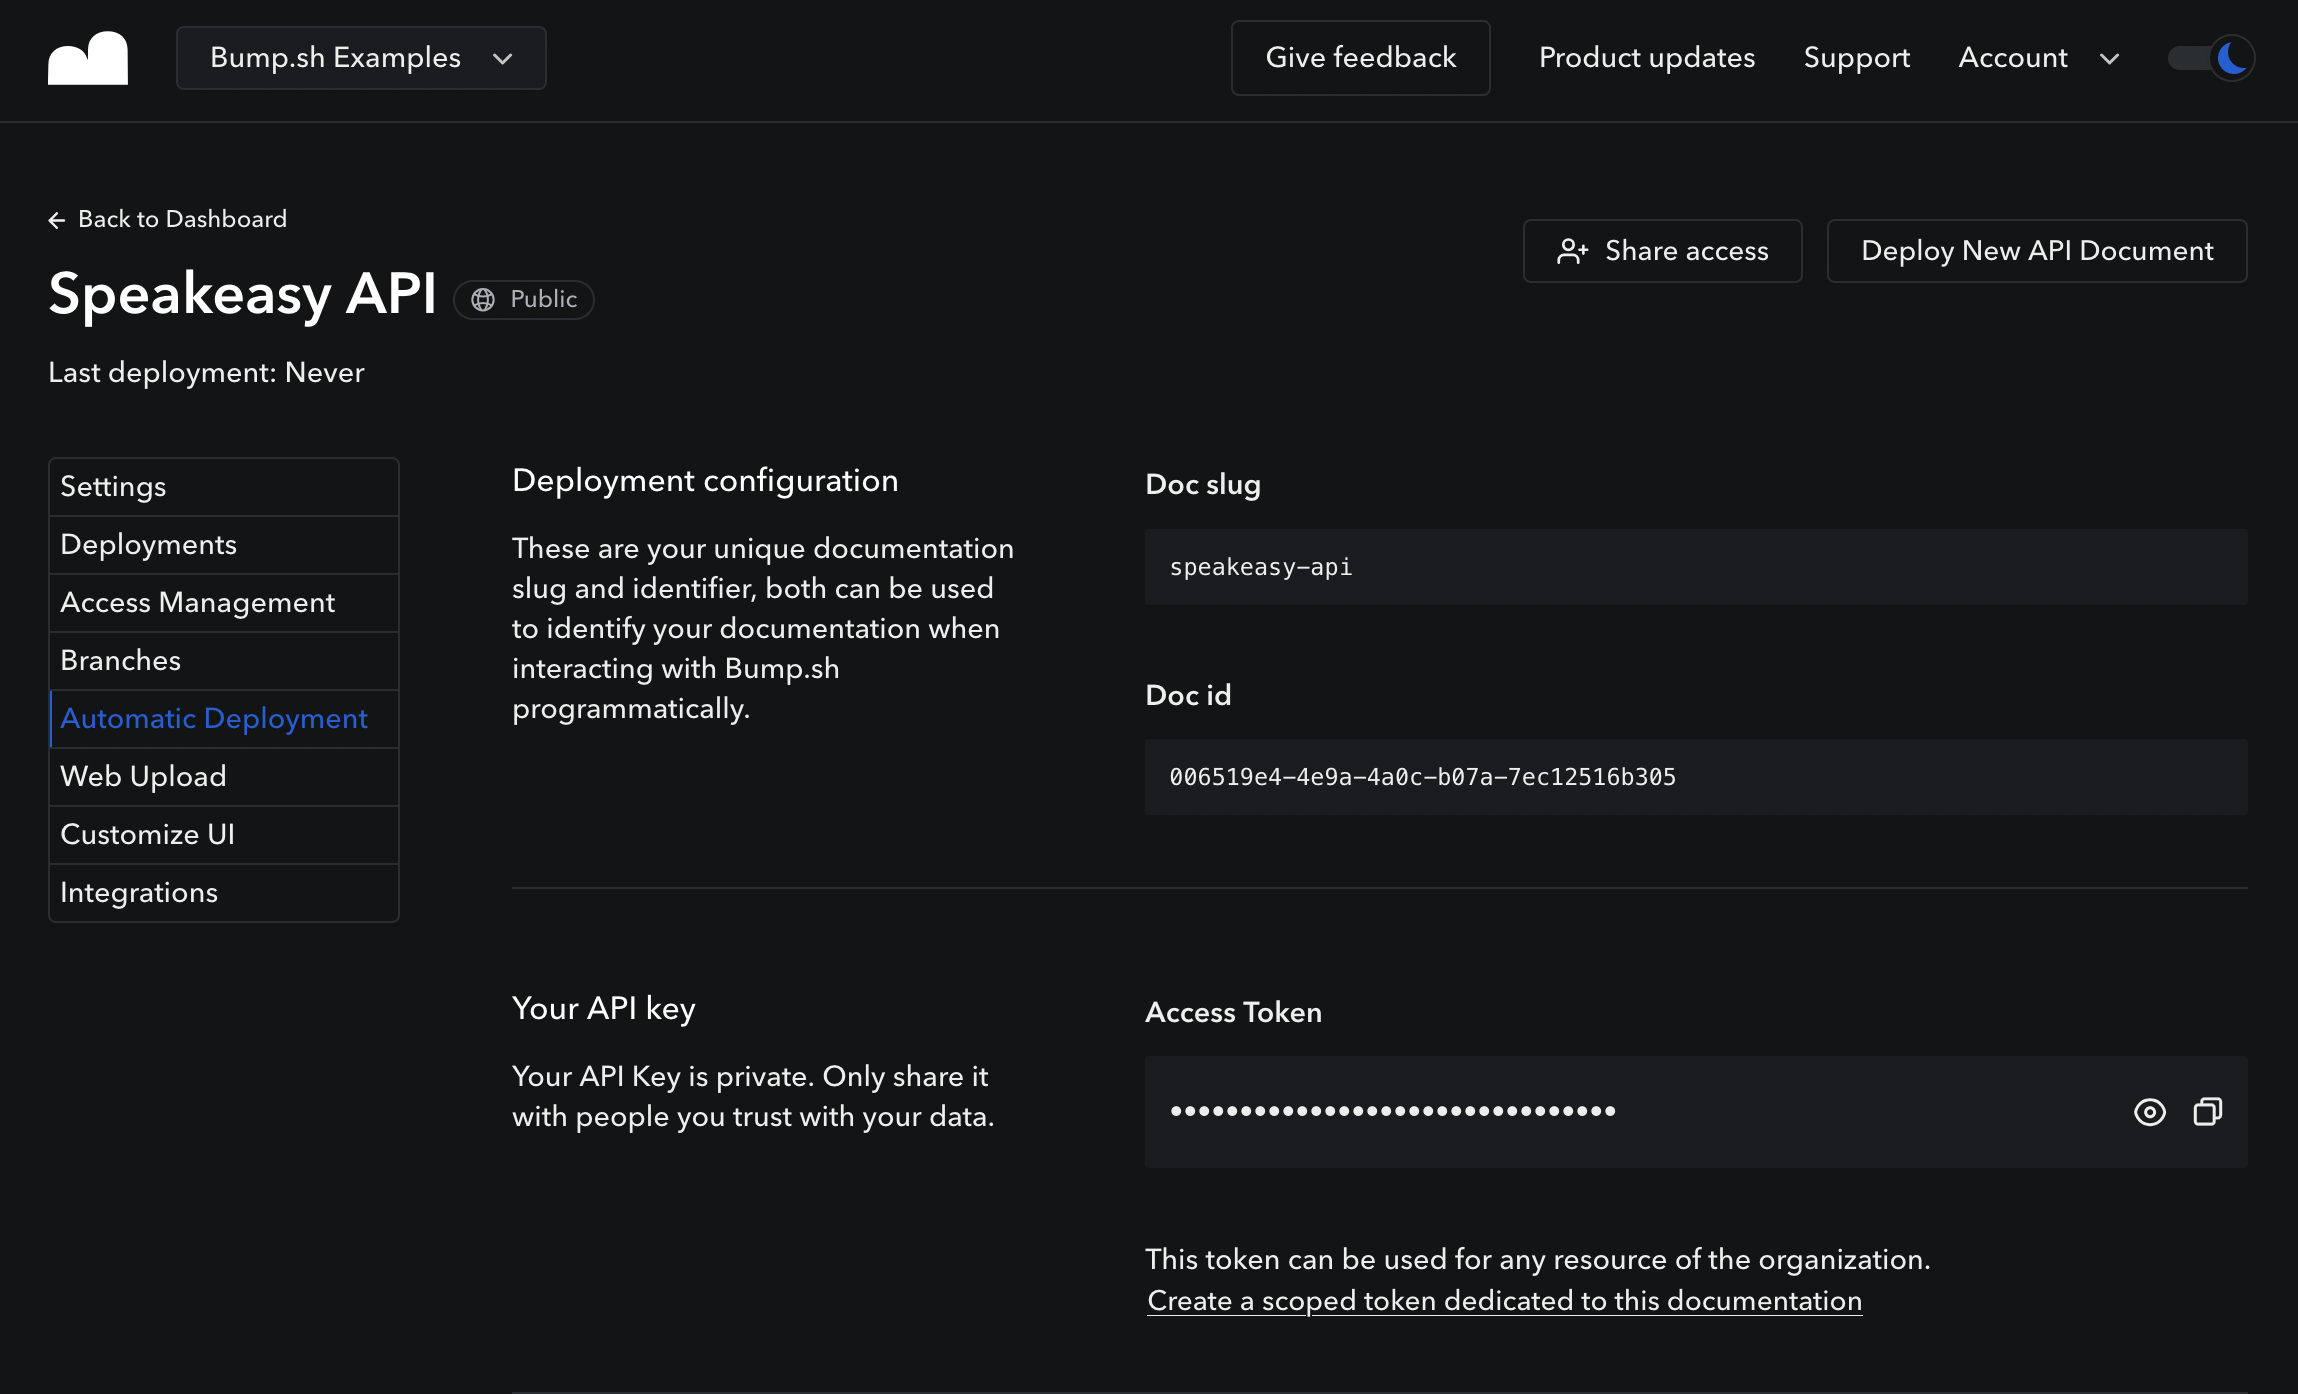 Bump.sh Examples
Give feedback
Product updates
Support
Account
Back to Dashboard
Speakeasy API
Public
Share access
Deploy New API Document
Last deployment: Never
Settings
Deployments
Access Management
Branches
Automatic Deployment
Web Upload
Customize UI
Integrations
Deployment configuration
These are your unique documentation
slug and identifier, both can be used
to identify your documentation when
interacting with Bump.sh
programmatically.
Doc slug
speakeasy-api
Doc id
006519e4-4e9a-4a0c-b07a-7ec12516b305
Your API key
Your API Key is private. Only share it
with people you trust with your data.
Access Token
••••••••••••••••••••••••••••••••
This token can be used for any resource of the organization.
Create a scoped token dedicated to this documentation